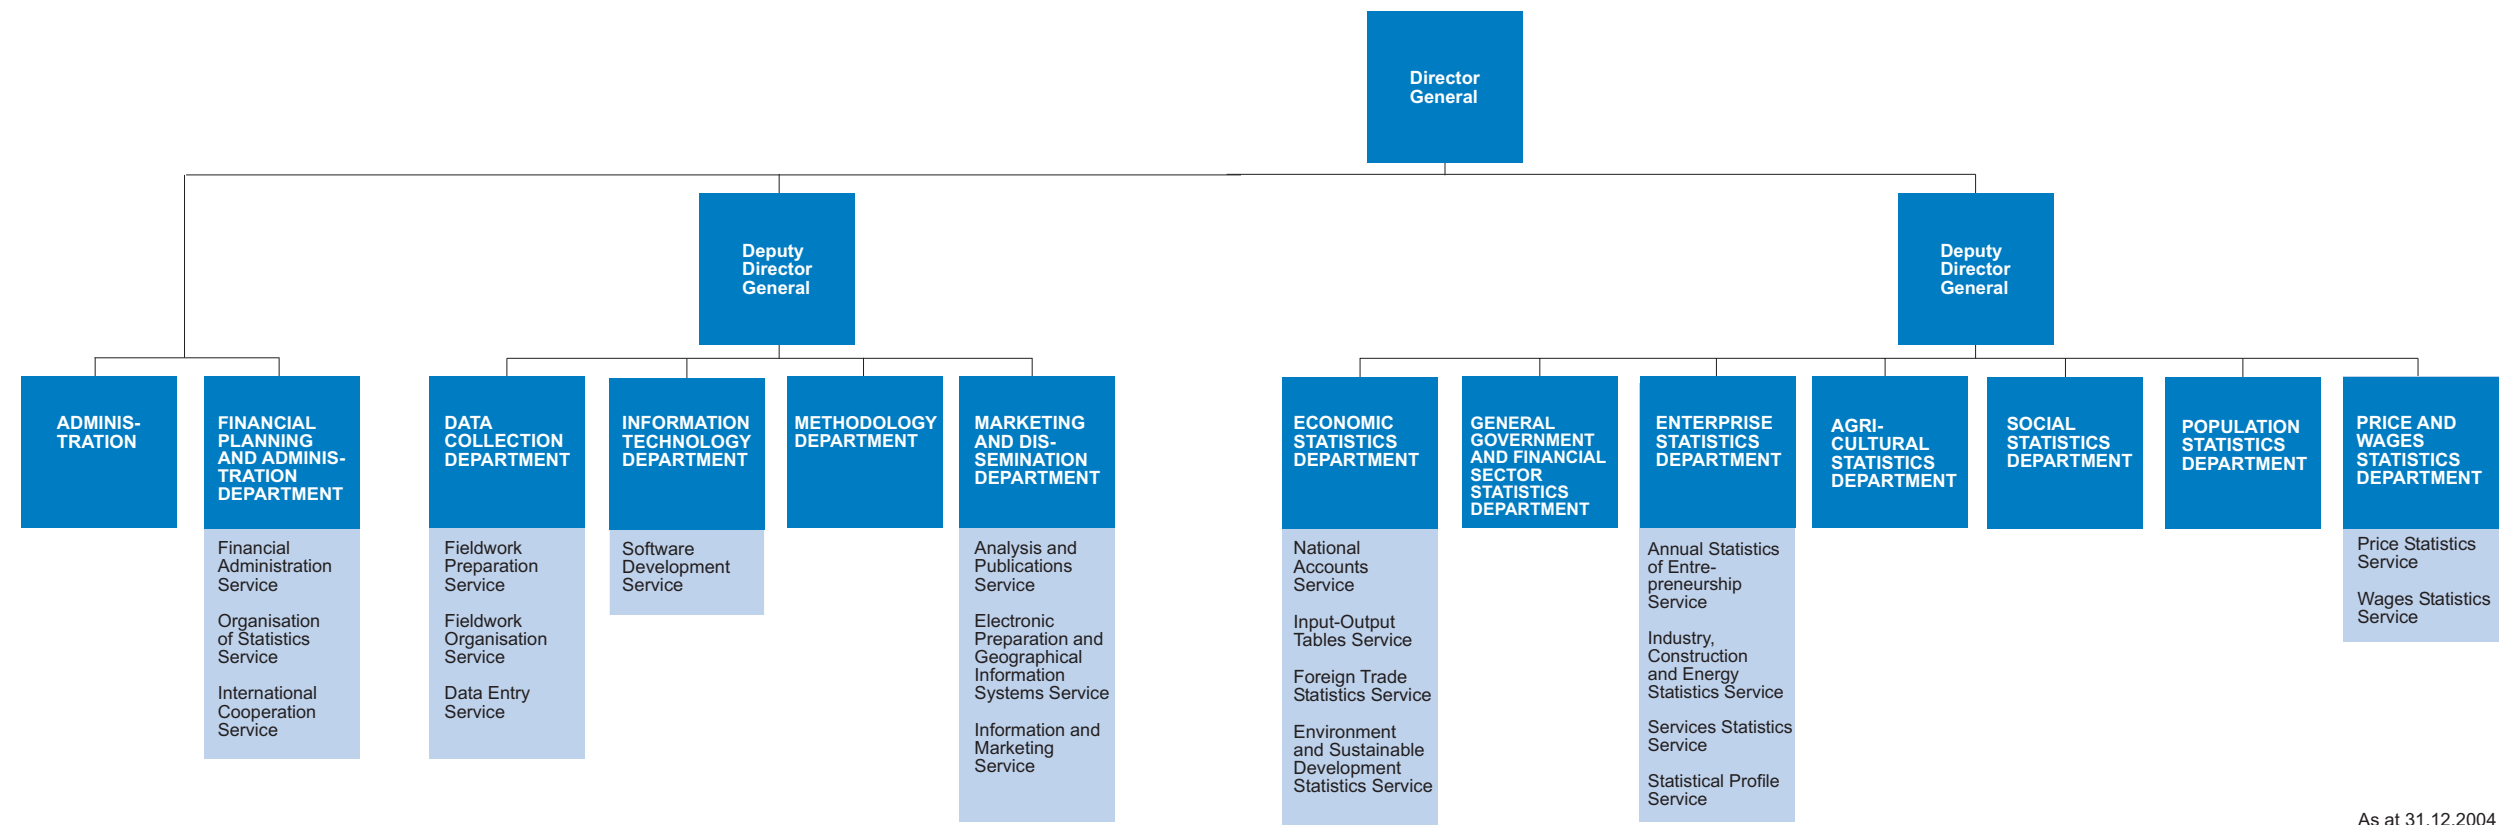 Director
General
Deputy
Director
General
Deputy
Director
General
ADMINIS-
TRATION
FINANCIAL
PLANNING
AND ADMINIS-
TRATION
DEPARTMENT
Financial
Administration
Service
Organisation
of Statistics
Service
International
Cooperation
Service
DATA
COLLECTION
DEPARTMENT
Fieldwork
Preparation
Service
Fieldwork
Organisation
Service
Data Entry
Service
INFORMATION
TECHNOLOGY
DEPARTMENT
Software
Development
Service
METHODOLOGY
DEPARTMENT
MARKETING
AND DIS-
SEMINATION
DEPARTMENT
Analysis and
Publications
Service
Electronic
Preparation and
Geographical
Information
Systems Service
Information and
Marketing
Service
ECONOMIC
STATISTICS
DEPARTMENT
National
Accounts
Service
Input-Output
Tables Service
Foreign Trade
Statistics Service
Environment
and Sustainable
Development
Statistics Service
GENERAL
GOVERNMENT
AND FINANCIAL
SECTOR
STATISTICS
DEPARTMENT
ENTERPRISE
STATISTICS
DEPARTMENT
Annual Statistics
of Entre-
preneurship
Service
Industry,
Construction
and Energy
Statistics Service
Services Statistics
Service
Statistical Profile
Service
AGRI-
CULTURAL
STATISTICS
DEPARTMENT
SOCIAL
STATISTICS
DEPARTMENT
POPULATION
STATISTICS
DEPARTMENT
PRICE AND
WAGES
STATISTICS
DEPARTMENT
Price Statistics
Service
Wages Statistics
Service
As at 31.12.2004